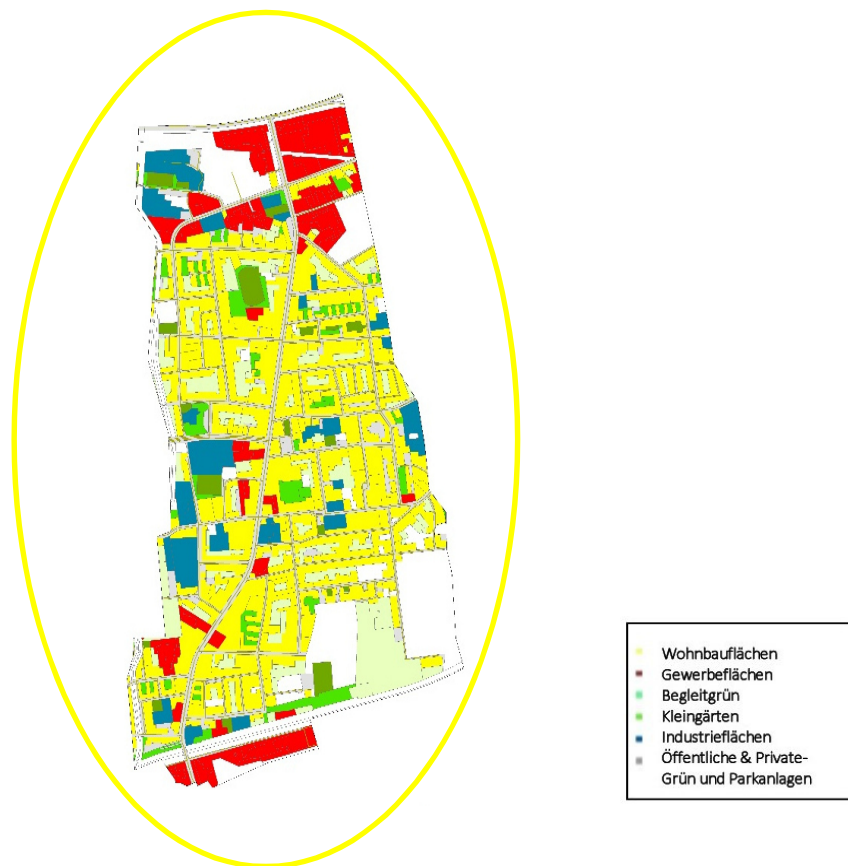 Wohnbauflächen
Gewerbeflächen
Begleitgrün
Kleingärten
Industrieflächen
Öffentliche & Private-
Grün und Parkanlagen